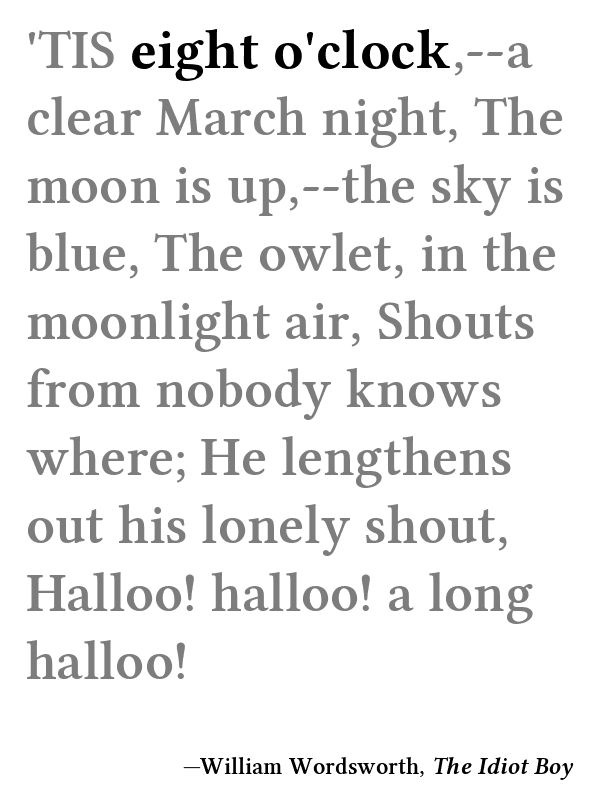 'TIS eight o'clock,--a
clear March night, The
moon is up,--the sky is
blue, The owlet, in the
moonlight air, Shouts
from nobody knows
where; He lengthens
out his lonely shout,
Halloo! halloo! a long
halloo!
—William Wordsworth, The Idiot Boy